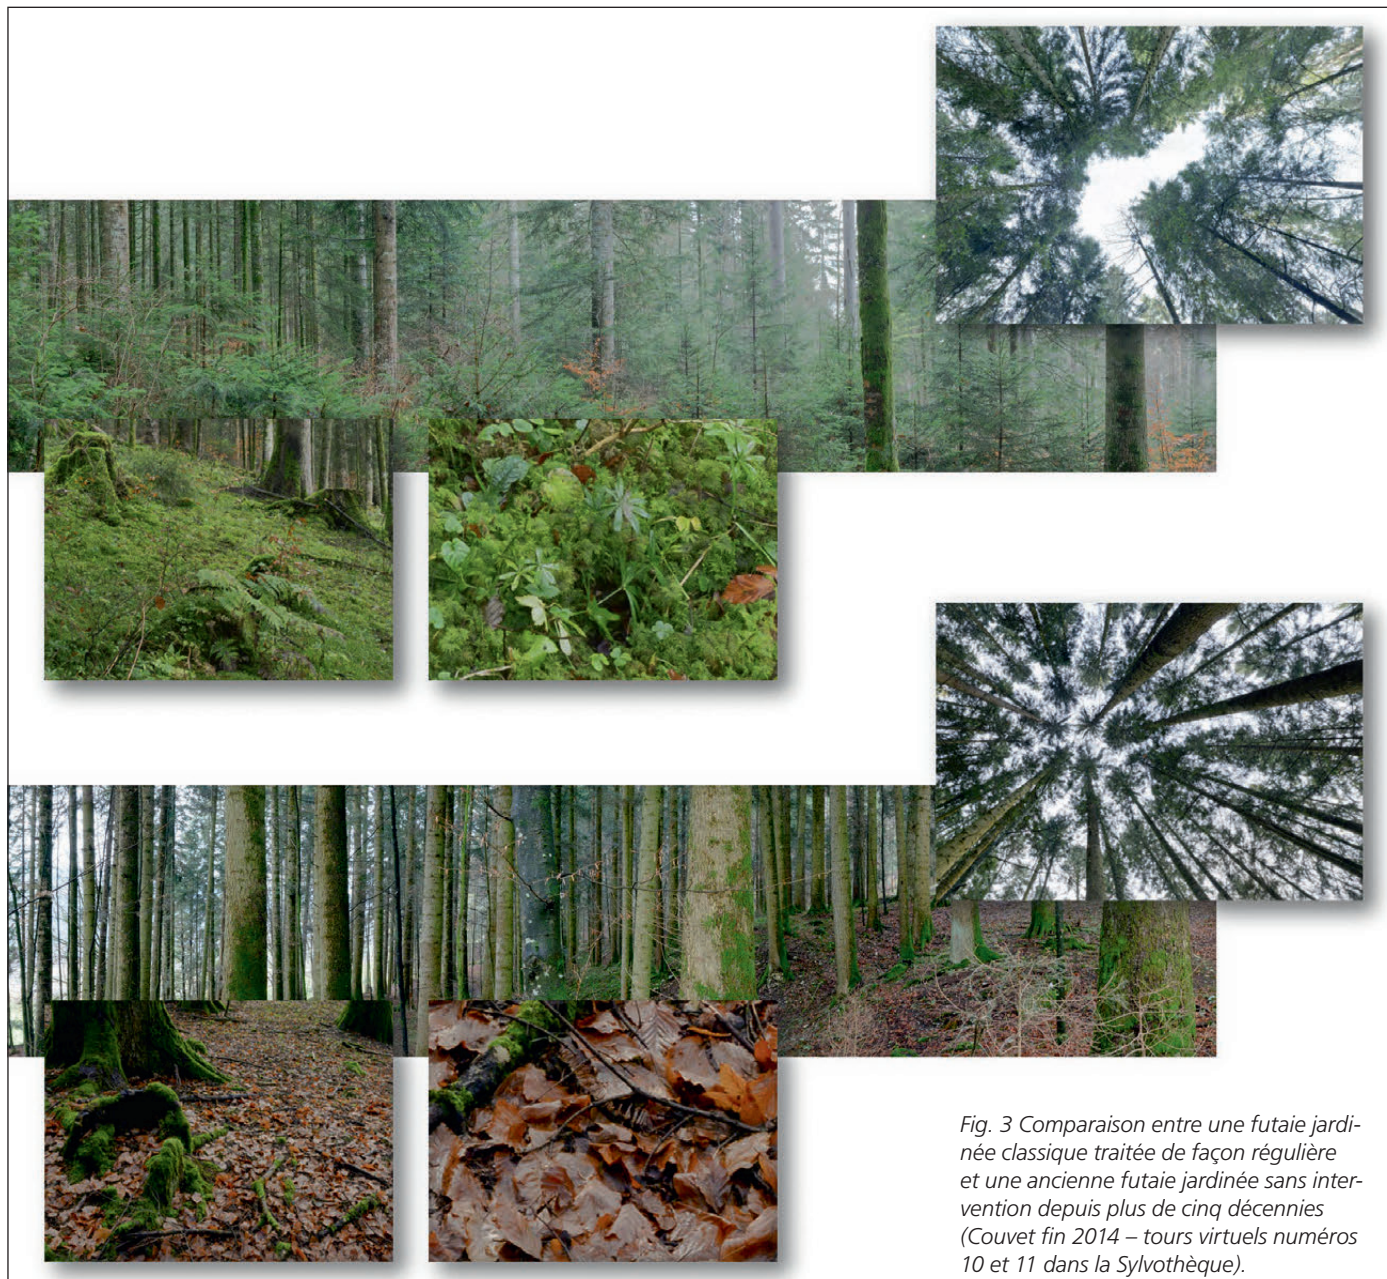 Fig. 3 Comparaison entre une futaie jardi-
née classique traitée de façon régulière
et une ancienne futaie jardinée sans inter-
vention depuis plus de cinq décennies
(Couvet fin 2014 – tours virtuels numéros
10 et 11 dans la Sylvothèque).